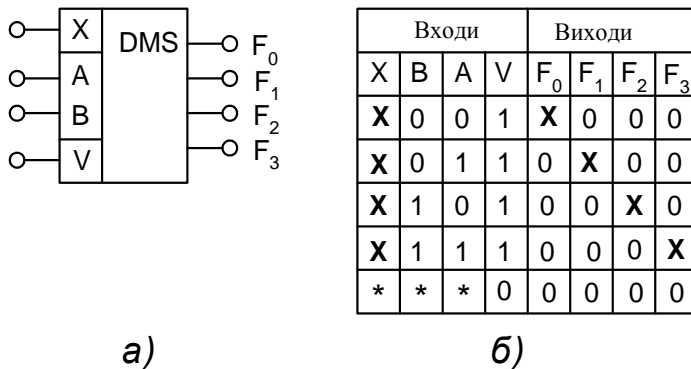 X DMS F0
A F1
B F2
V F3
а)
Входи Виходи
X B A V F0 F1 F2 F3
X 0 0 1 X 0 0 0
X 0 1 1 0 X 0 0
X 1 0 1 0 0 X 0
X 1 1 1 0 0 0 X
* * * 0 0 0 0 0
б)